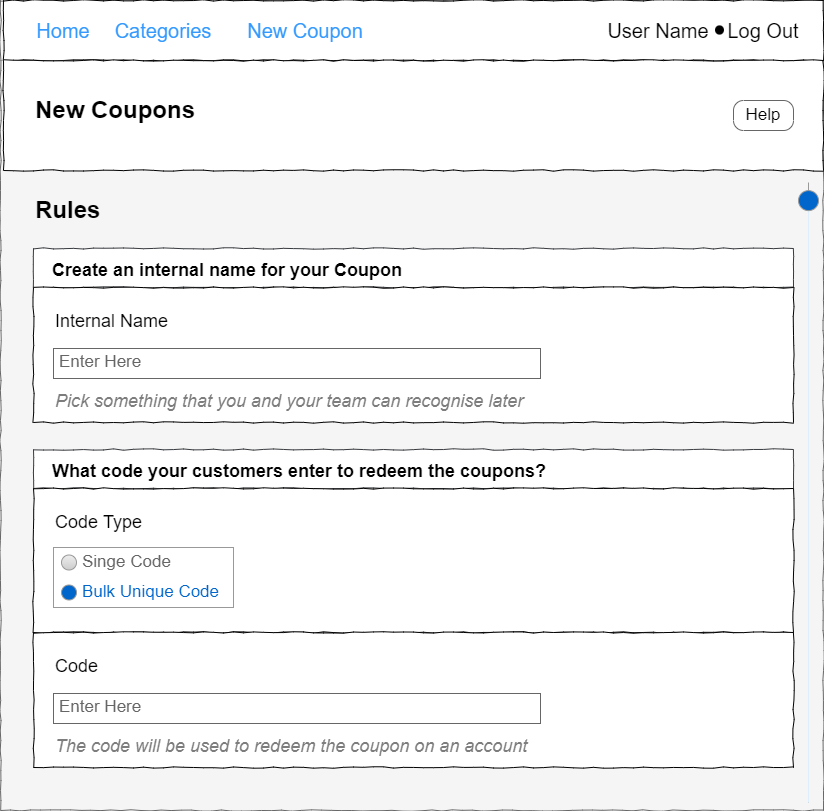 Home Categories New Coupon User Name ●Log Out
New Coupons
Help
Rules
Create an internal name for your Coupon
Internal Name
Enter Here
Pick something that you and your team can recognise later
What code your customers enter to redeem the coupons?
Code Type
Singe Code
Bulk Unique Code
Code
Enter Here
The code will be used to redeem the coupon on an account